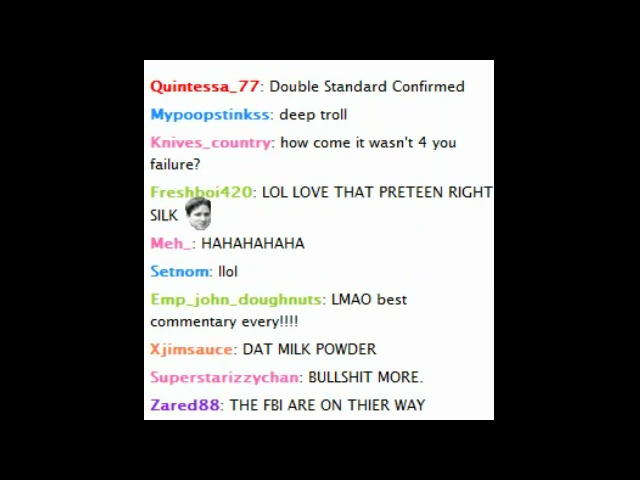 Quintessa_77: Double Standard Confirmed
Mypoopstinkss: deep troll
Knives_country: how come it wasn't 4 you
failure?
Freshboi420: LOL LOVE THAT PRETEEN RIGHT
SILK
Meh_: HAHAHAHAHA
Setnom: llol
Emp_john_doughnuts: LMAO best
commentary every!!!!
Xjimsauce: DAT MILK POWDER
Superstarizzychan: BULLSHIT MORE.
Zared88: THE FBI ARE ON THIER WAY